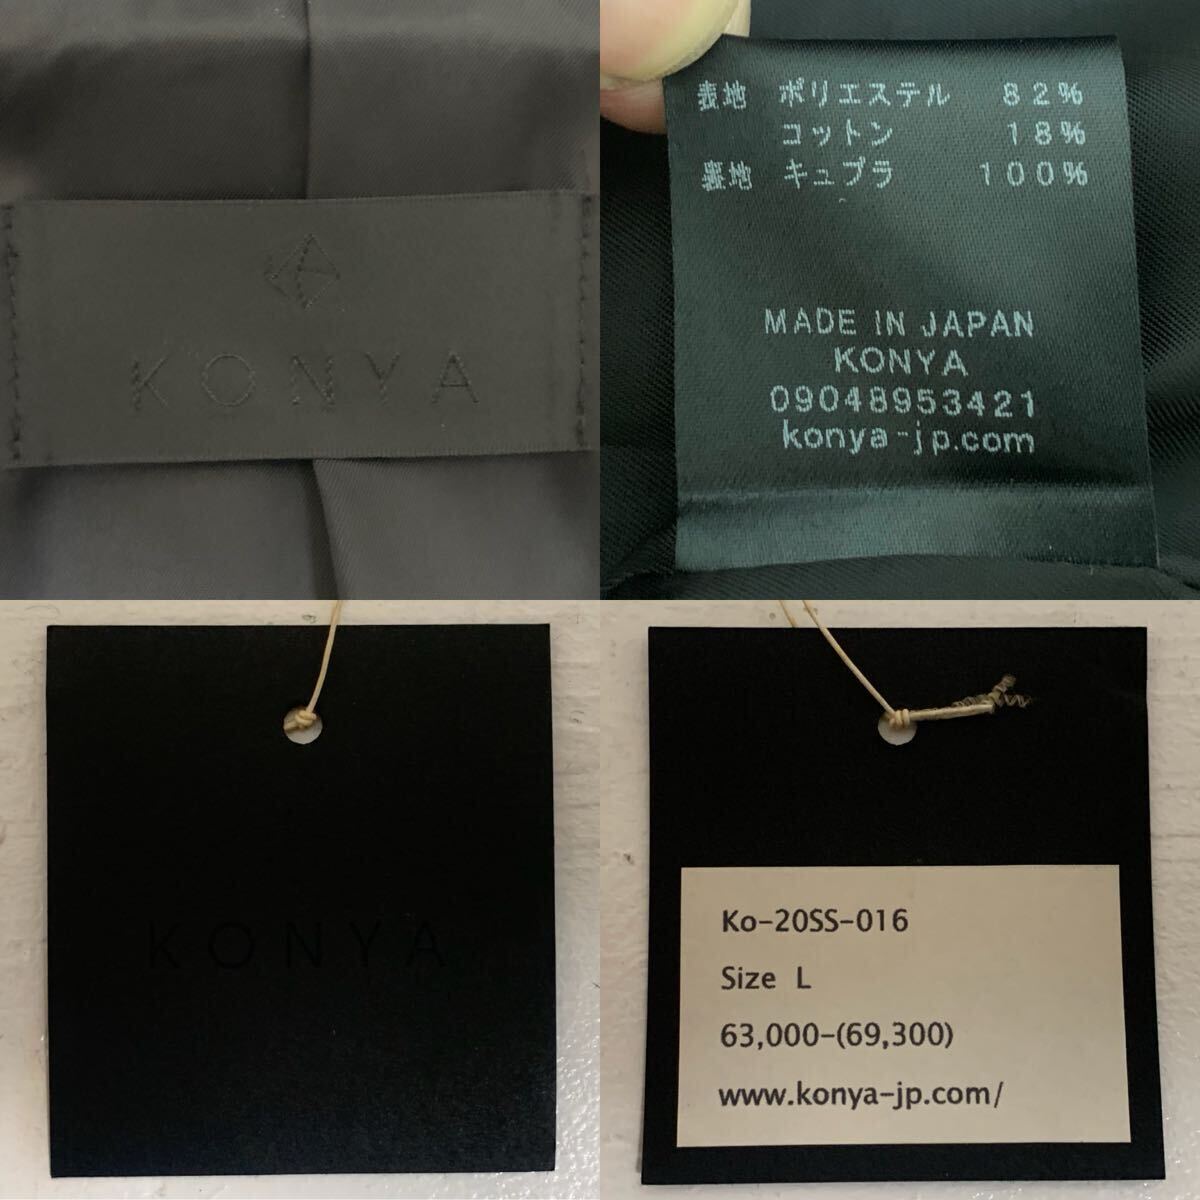 KONYA
表地 ポリエステル 82%
コットン 18%
裏地 キュプラ 100%
MADE IN JAPAN
KONYA
09048953421
konya-jp.com
KONYA
Ko-20SS-016
Size L
63,000-(69,300)
www.konya-jp.com/